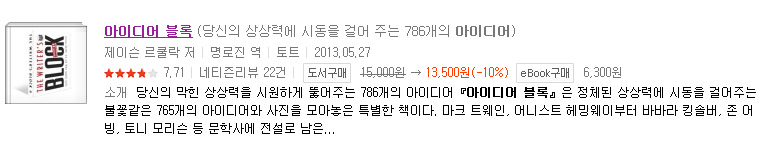 아이디어 블록 (당신의 상상력에 시동을 걸어 주는 786개의 아이디어)
제이슨 르쿨락 저 | 명로진 역 | 토트 | 2013.05.27
7.71 | 네티즌리뷰 22건 | 도서구매 15,000원 → 13,500원(-10%) eBook구매 6,300원
소개 당신의 막힌 상상력을 시원하게 뚫어주는 786개의 아이디어 『아이디어 블록』은 정체된 상상력에 시동을 걸어주는
불꽃같은 765개의 아이디어와 사진을 모아놓은 특별한 책이다. 마크 트웨인, 어니스트 헤밍웨이부터 바바라 킹솔버, 존 어
빙, 토니 모리슨 등 문학사에 전설로 남은...
THE WRITER'S
BLOCK